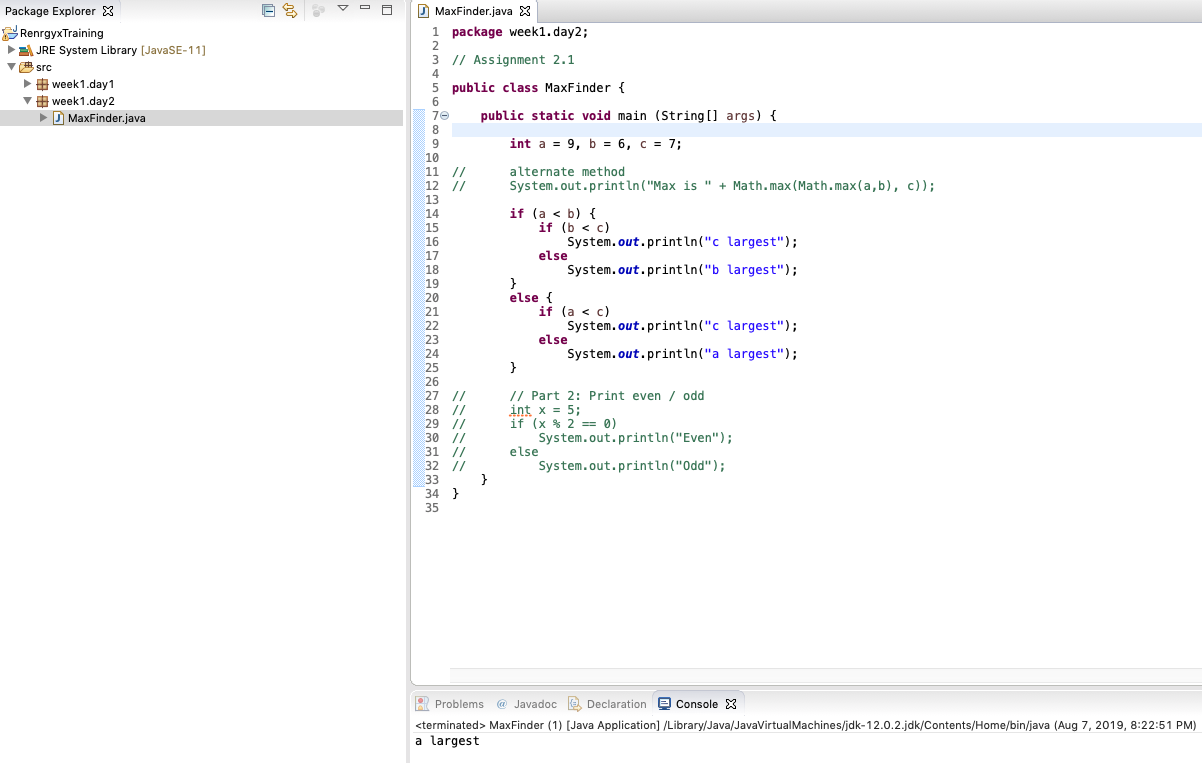 Package Explorer
RenrgyxTraining
JRE System Library [JavaSE-11]
src
week1.day1
week1.day2
MaxFinder.java
MaxFinder.java
1 package week1.day2;
2
3 // Assignment 2.1
4
5 public class MaxFinder {
6
7 public static void main (String[] args) {
8
9 int a = 9, b = 6, c = 7;
10
11 // alternate method
12 // System.out.println("Max is " + Math.max(Math.max(a,b), c));
13
14 if (a < b) {
15 if (b < c)
16 System.out.println("c largest");
17 else
18 System.out.println("b largest");
19 }
20 else {
21 if (a < c)
22 System.out.println("c largest");
23 else
24 System.out.println("a largest");
25 }
26
27 // // Part 2: Print even / odd
28 // int x = 5;
29 // if (x % 2 == 0)
30 // System.out.println("Even");
31 // else
32 // System.out.println("Odd");
33 }
34 }
35
Problems @ Javadoc Declaration Console
<terminated> MaxFinder (1) [Java Application] /Library/Java/JavaVirtualMachines/jdk-12.0.2.jdk/Contents/Home/bin/java (Aug 7, 2019, 8:22:51 PM)
a largest